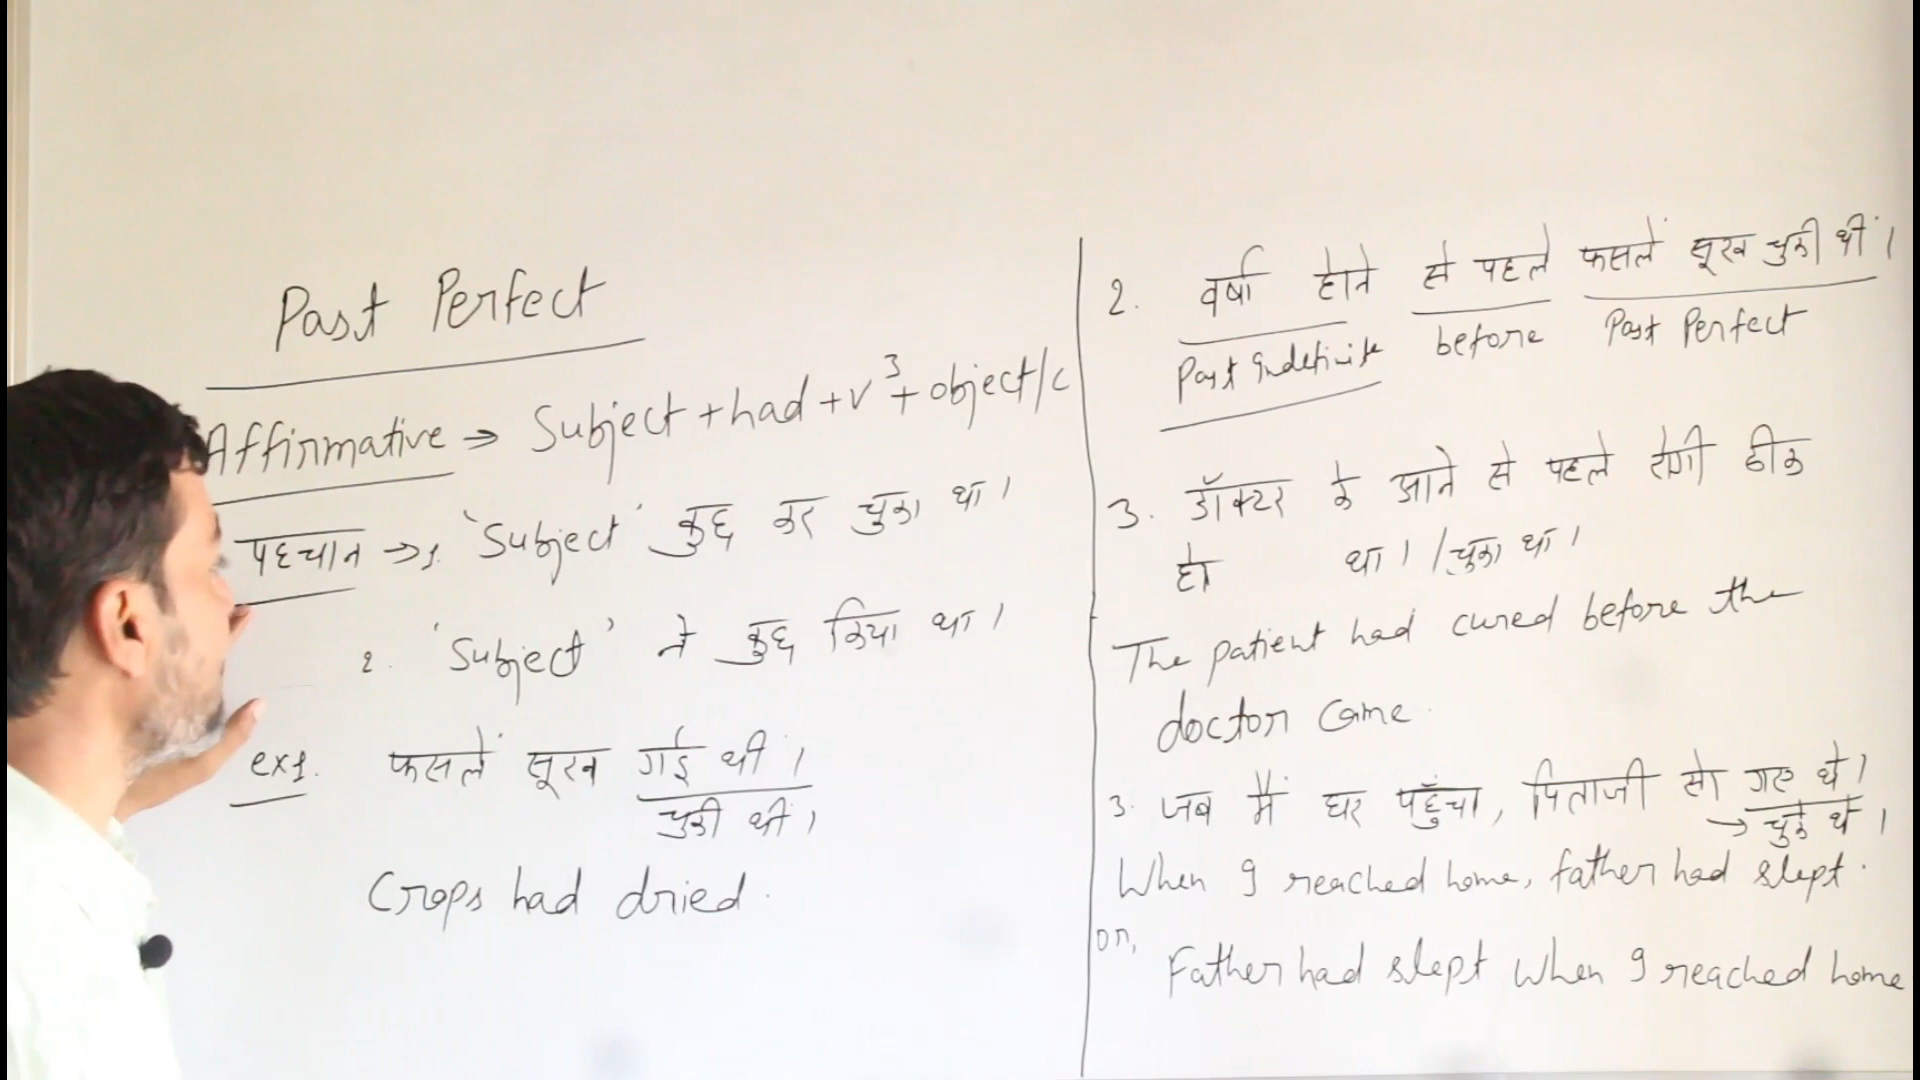 Past Perfect
Affirmative → Subject + had + v³ + object/c
पहचान → 1. 'Subject' कुछ कर चुका था।
2. 'Subject' ने कुछ किया था।
ex1. फसलें सूख गई थी।
चुकी थी।
Crops had dried.
2. वर्षा होने से पहले फसलें सूख चुकी थीं।
Past Indefinite before Past Perfect
3. डॉक्टर के आने से पहले रोगी ठीक
हो था। / चुका था।
The patient had cured before the
doctor came.
3. जब मैं घर पहुँचा, पिताजी सो गए थे।
→ चुके थे।
When I reached home, father had slept.
or, Father had slept when I reached home